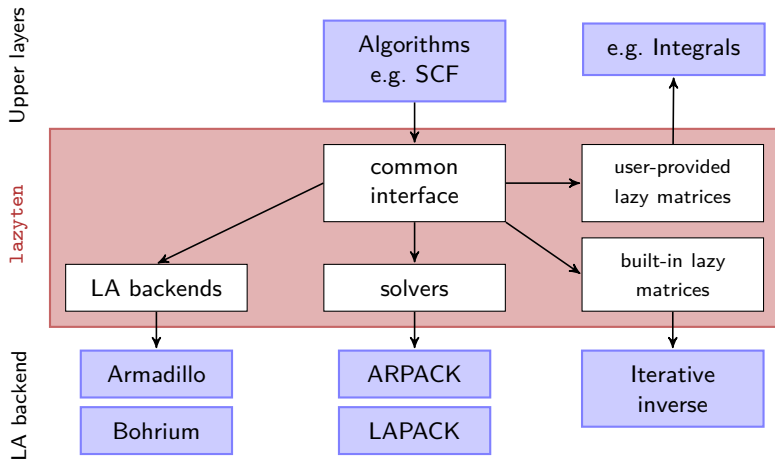 Upper layers
Algorithms
e.g. SCF
e.g. Integrals
lazyten
common
interface
user-provided
lazy matrices
LA backends
solvers
built-in lazy
matrices
LA backend
Armadillo
ARPACK
Iterative
inverse
Bohrium
LAPACK